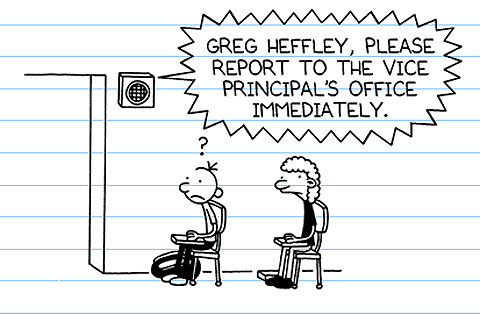 GREG HEFFLEY, PLEASE
REPORT TO THE VICE
PRINCIPAL'S OFFICE
IMMEDIATELY.
?